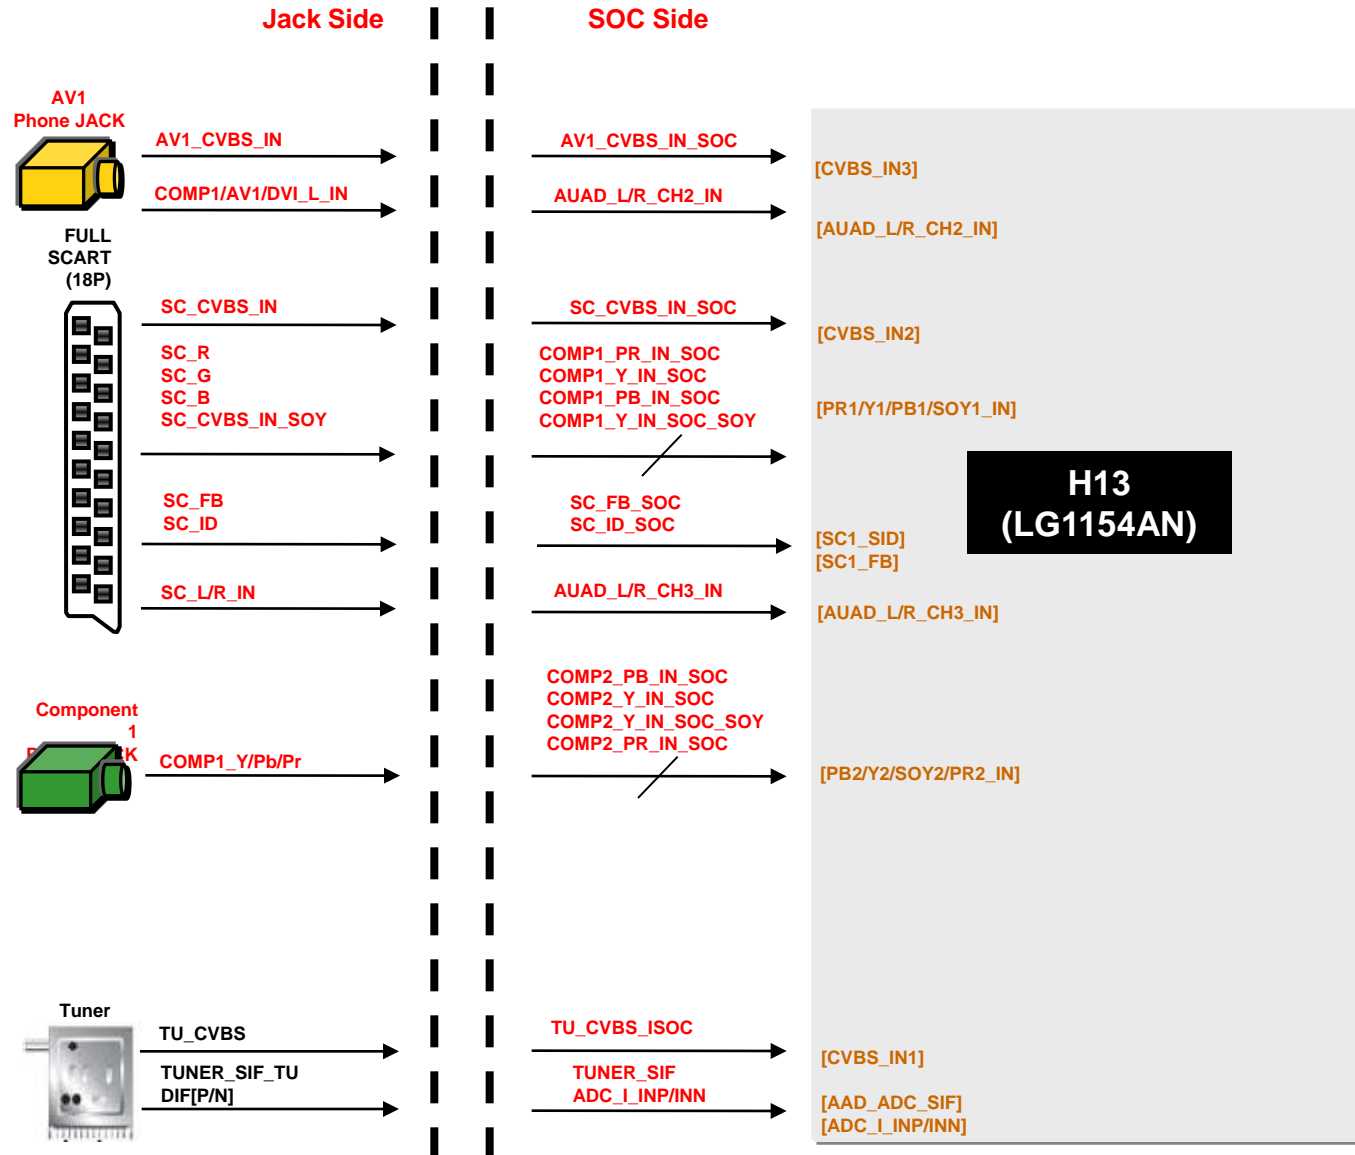 Jack Side
SOC Side
AV1
Phone JACK
AV1_CVBS_IN
AV1_CVBS_IN_SOC
[CVBS_IN3]
COMP1/AV1/DVI_L_IN
AUAD_L/R_CH2_IN
[AUAD_L/R_CH2_IN]
FULL
SCART
(18P)
SC_CVBS_IN
SC_CVBS_IN_SOC
[CVBS_IN2]
SC_R
SC_G
SC_B
SC_CVBS_IN_SOY
COMP1_PR_IN_SOC
COMP1_Y_IN_SOC
COMP1_PB_IN_SOC
COMP1_Y_IN_SOC_SOY
[PR1/Y1/PB1/SOY1_IN]
H13
(LG1154AN)
SC_FB
SC_ID
SC_FB_SOC
SC_ID_SOC
[SC1_SID]
[SC1_FB]
SC_L/R_IN
AUAD_L/R_CH3_IN
[AUAD_L/R_CH3_IN]
COMP2_PB_IN_SOC
COMP2_Y_IN_SOC
COMP2_Y_IN_SOC_SOY
COMP2_PR_IN_SOC
Component
1
COMP1_Y/Pb/Pr
[PB2/Y2/SOY2/PR2_IN]
Tuner
TU_CVBS
TU_CVBS_ISOC
[CVBS_IN1]
TUNER_SIF_TU
DIF[P/N]
TUNER_SIF
ADC_I_INP/INN
[AAD_ADC_SIF]
[ADC_I_INP/INN]